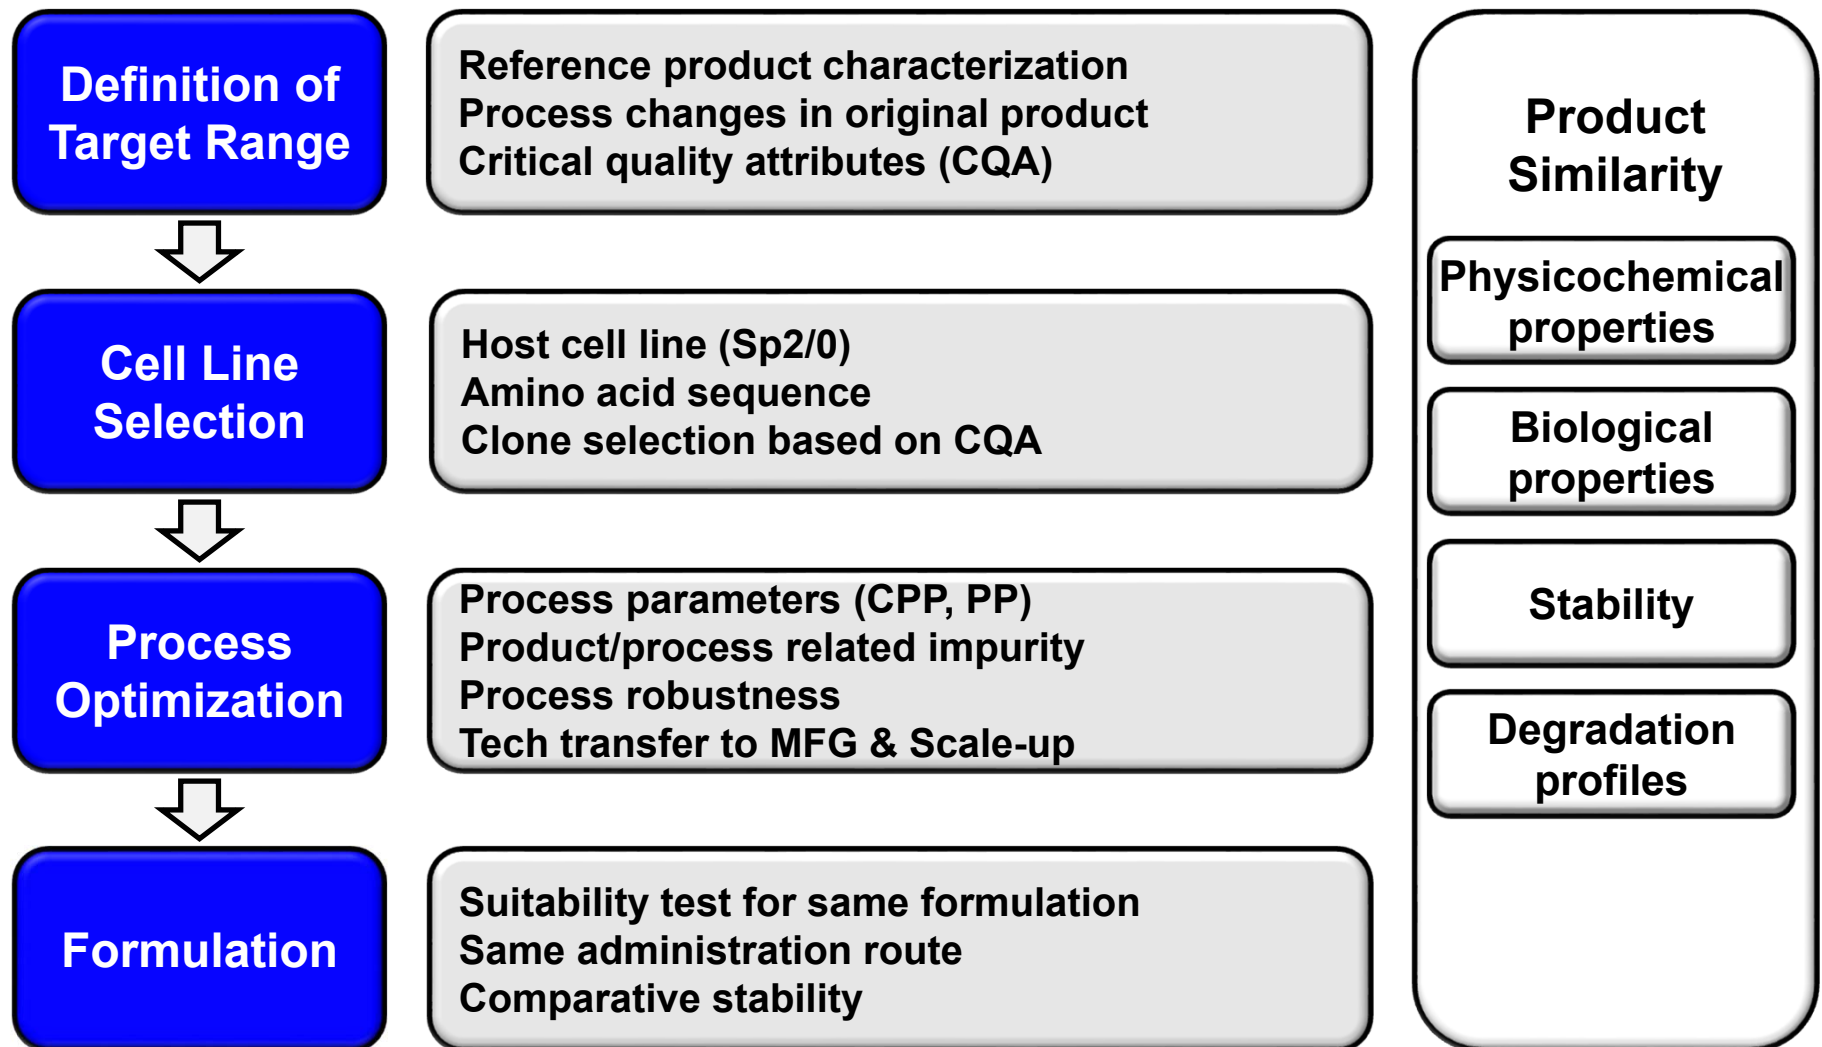 Definition of
Target Range
Reference product characterization
Process changes in original product
Critical quality attributes (CQA)
Cell Line
Selection
Host cell line (Sp2/0)
Amino acid sequence
Clone selection based on CQA
Process
Optimization
Process parameters (CPP, PP)
Product/process related impurity
Process robustness
Tech transfer to MFG & Scale-up
Formulation
Suitability test for same formulation
Same administration route
Comparative stability
Product
Similarity
Physicochemical
properties
Biological
properties
Stability
Degradation
profiles